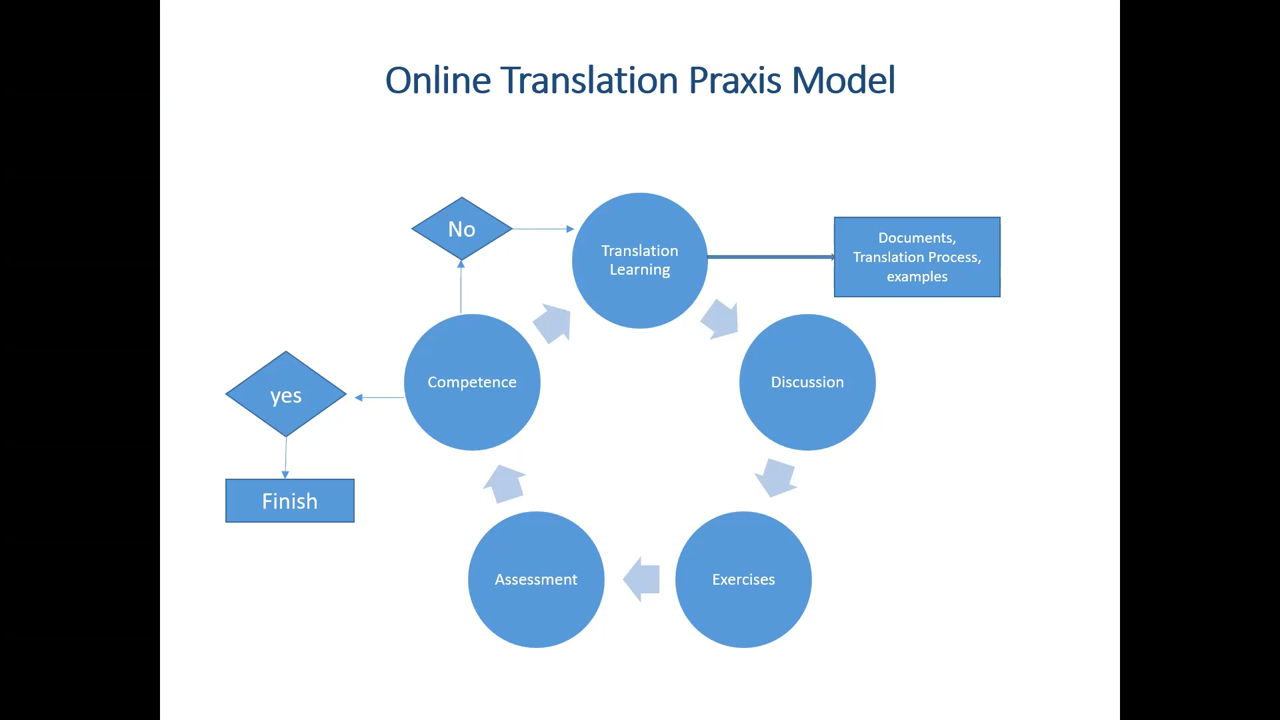 Online Translation Praxis Model
No
Translation
Learning
Documents,
Translation Process,
examples
Competence
Discussion
yes
Finish
Assessment
Exercises